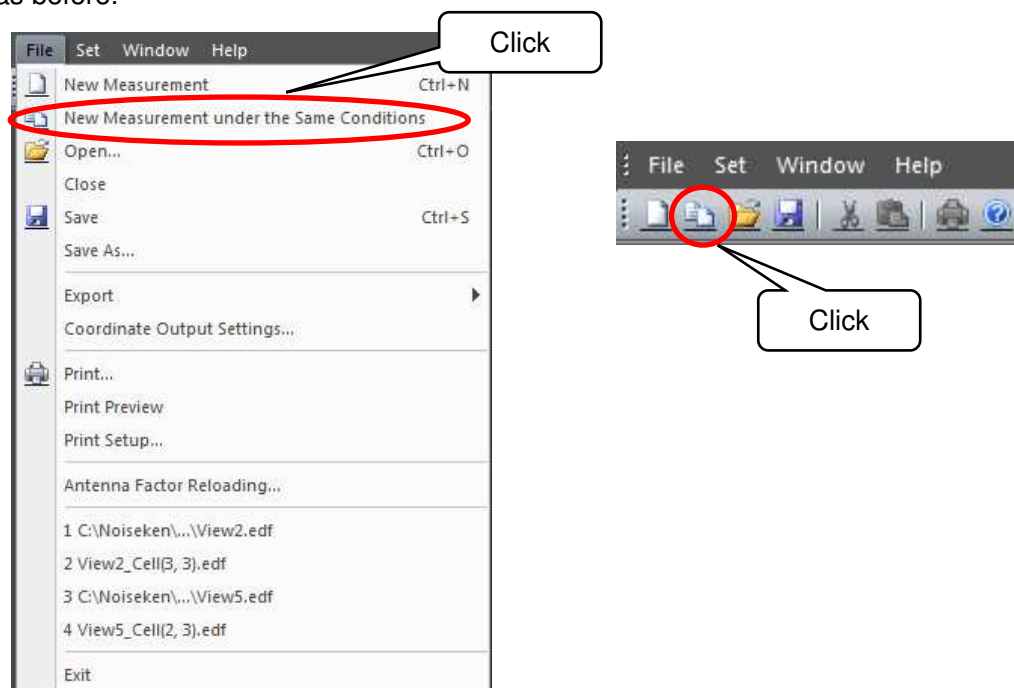 as before.
Click
File Set Window Help
New Measurement Ctrl+N
New Measurement under the Same Conditions
Open... Ctrl+O
Close
Save Ctrl+S
Save As...
Export
Coordinate Output Settings...
Print...
Print Preview
Print Setup...
Antenna Factor Reloading...
1 C:\Noiseken\...\View2.edf
2 View2_Cell(3, 3).edf
3 C:\Noiseken\...\View5.edf
4 View5_Cell(2, 3).edf
Exit
File Set Window Help
Click